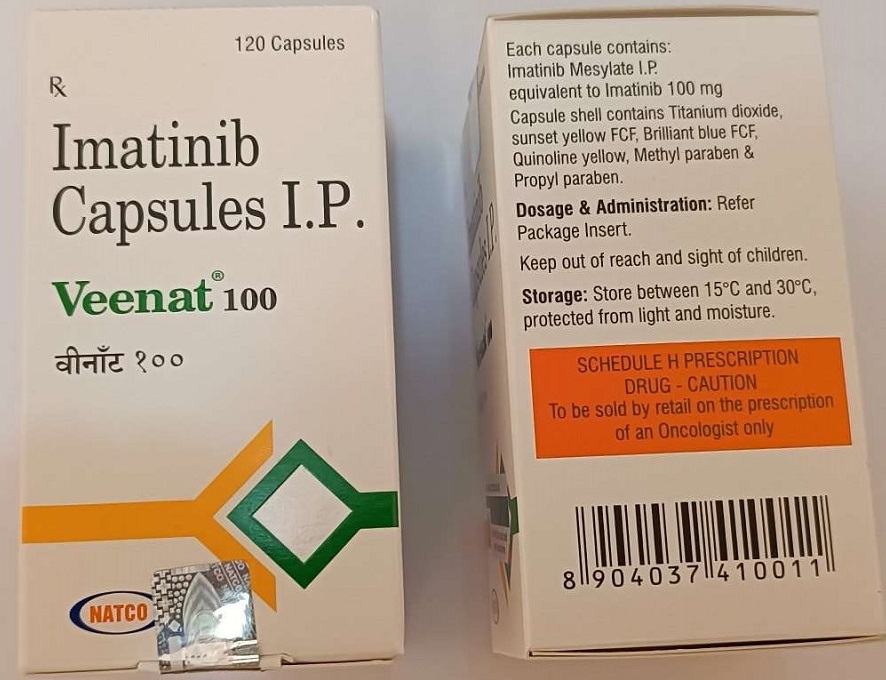 120 Capsules
Rx
Imatinib
Capsules I.P.
Veenat® 100
वीनाँट १००
NATCO
NATCO
Each capsule contains:
Imatinib Mesylate I.P.
equivalent to Imatinib 100 mg
Capsule shell contains Titanium dioxide,
sunset yellow FCF, Brilliant blue FCF,
Quinoline yellow, Methyl paraben &
Propyl paraben.
Dosage & Administration: Refer
Package Insert.
Keep out of reach and sight of children.
Storage: Store between 15°C and 30°C,
protected from light and moisture.
SCHEDULE H PRESCRIPTION
DRUG - CAUTION
To be sold by retail on the prescription
of an Oncologist only
8 904037 410011